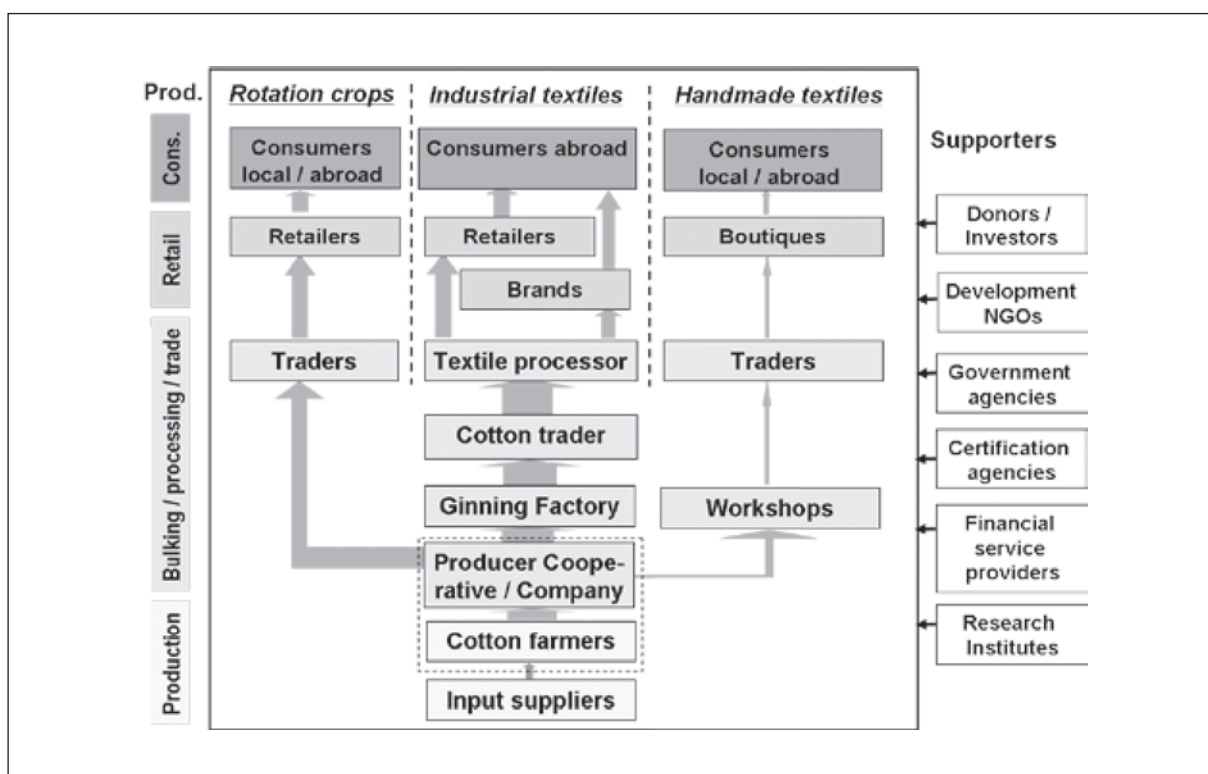 Prod.
Rotation crops
Industrial textiles
Handmade textiles
Supporters
Cons.
Consumers
local / abroad
Consumers abroad
Consumers
local / abroad
Retail
Retailers
Retailers
Brands
Boutiques
Bulking / processing / trade
Traders
Textile processor
Traders
Cotton trader
Ginning Factory
Workshops
Producer Coope-
rative / Company
Production
Cotton farmers
Input suppliers
Donors /
Investors
Development
NGOs
Government
agencies
Certification
agencies
Financial
service
providers
Research
Institutes